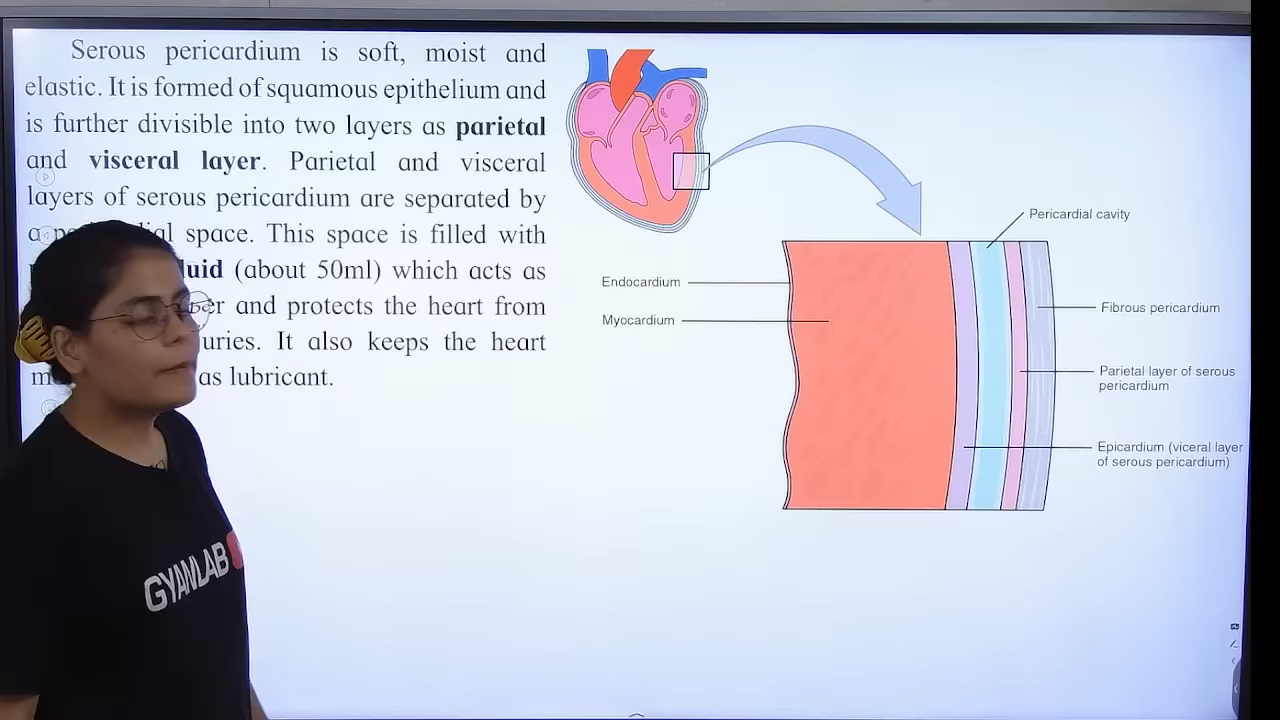 Serous pericardium is soft, moist and
elastic. It is formed of squamous epithelium and
is further divisible into two layers as parietal
and visceral layer. Parietal and visceral
layers of serous pericardium are separated by
a space. This space is filled with
(about 50ml) which acts as
and protects the heart from
It also keeps the heart
as lubricant.
Pericardial cavity
Endocardium
Myocardium
Fibrous pericardium
Parietal layer of serous
pericardium
Epicardium (viceral layer
of serous pericardium)
GYANLAB